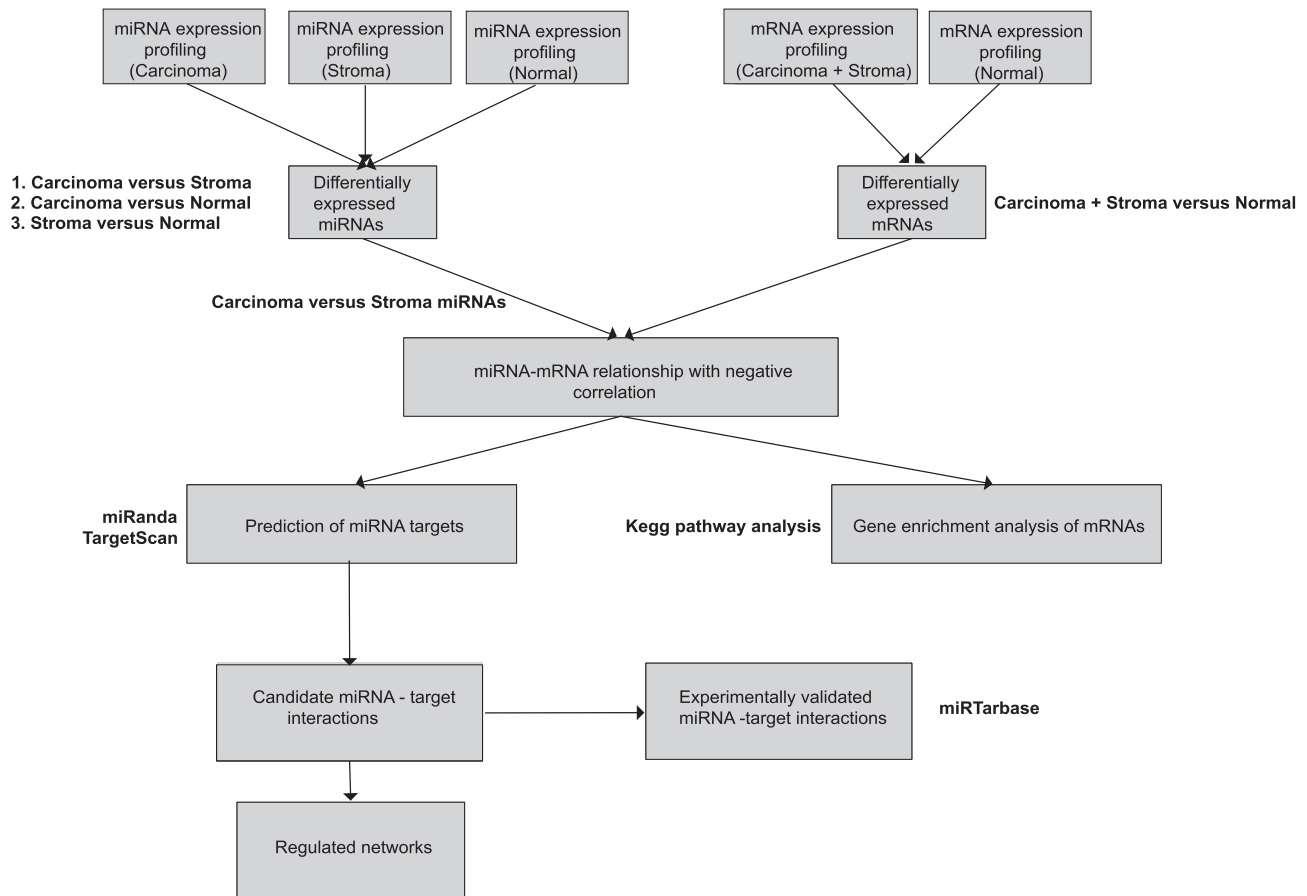 miRNA expression
profiling
(Carcinoma)
miRNA expression
profiling
(Stroma)
miRNA expression
profiling
(Normal)
mRNA expression
profiling
(Carcinoma + Stroma)
mRNA expression
profiling
(Normal)
1. Carcinoma versus Stroma
2. Carcinoma versus Normal
3. Stroma versus Normal
Differentially
expressed
miRNAs
Differentially
expressed
mRNAs
Carcinoma + Stroma versus Normal
Carcinoma versus Stroma miRNAs
miRNA-mRNA relationship with negative
correlation
miRanda
TargetScan
Prediction of miRNA targets
Kegg pathway analysis
Gene enrichment analysis of mRNAs
Candidate miRNA - target
interactions
Experimentally validated
miRNA -target interactions
miRTarbase
Regulated networks